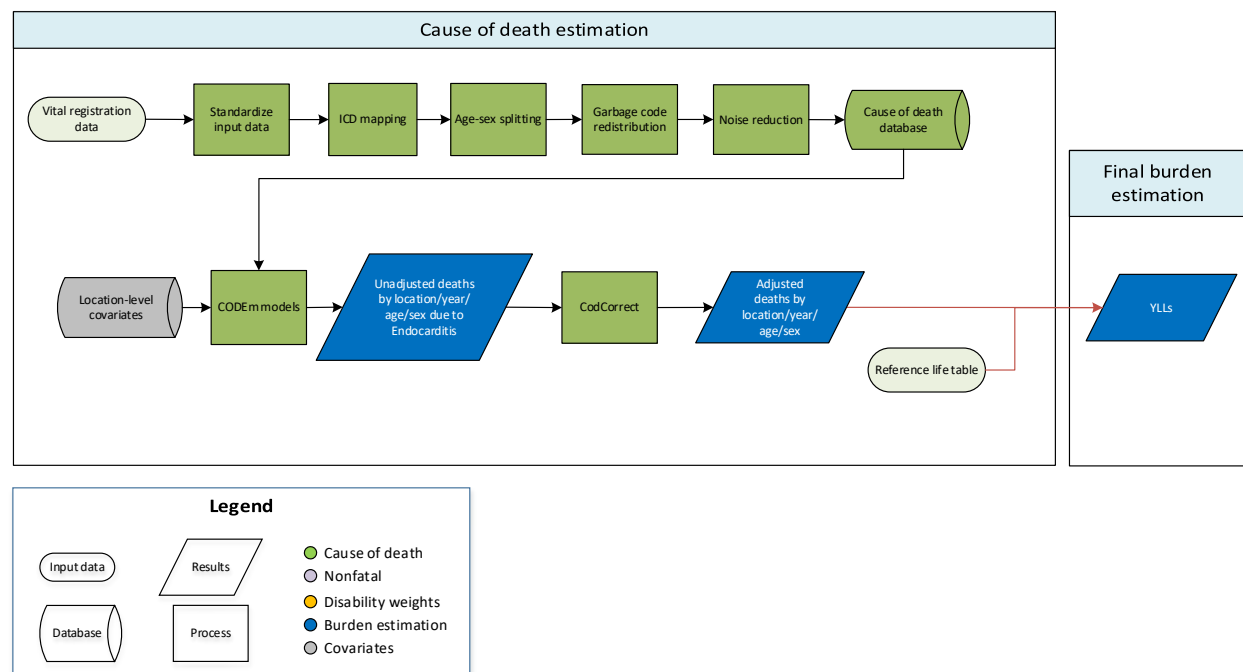 Cause of death estimation
Vital registration
data
Standardize
input data
ICD mapping
Age-sex splitting
Garbage code
redistribution
Noise reduction
Cause of death
database
Final burden
estimation
Location-level
covariates
CODEm models
Unadjusted deaths
by location/year/
age/sex due to
Endocarditis
CodCorrect
Adjusted
deaths by
location/year/
age/sex
YLLs
Reference life table
Legend
Input data
Results
Database
Process
Cause of death
Nonfatal
Disability weights
Burden estimation
Covariates